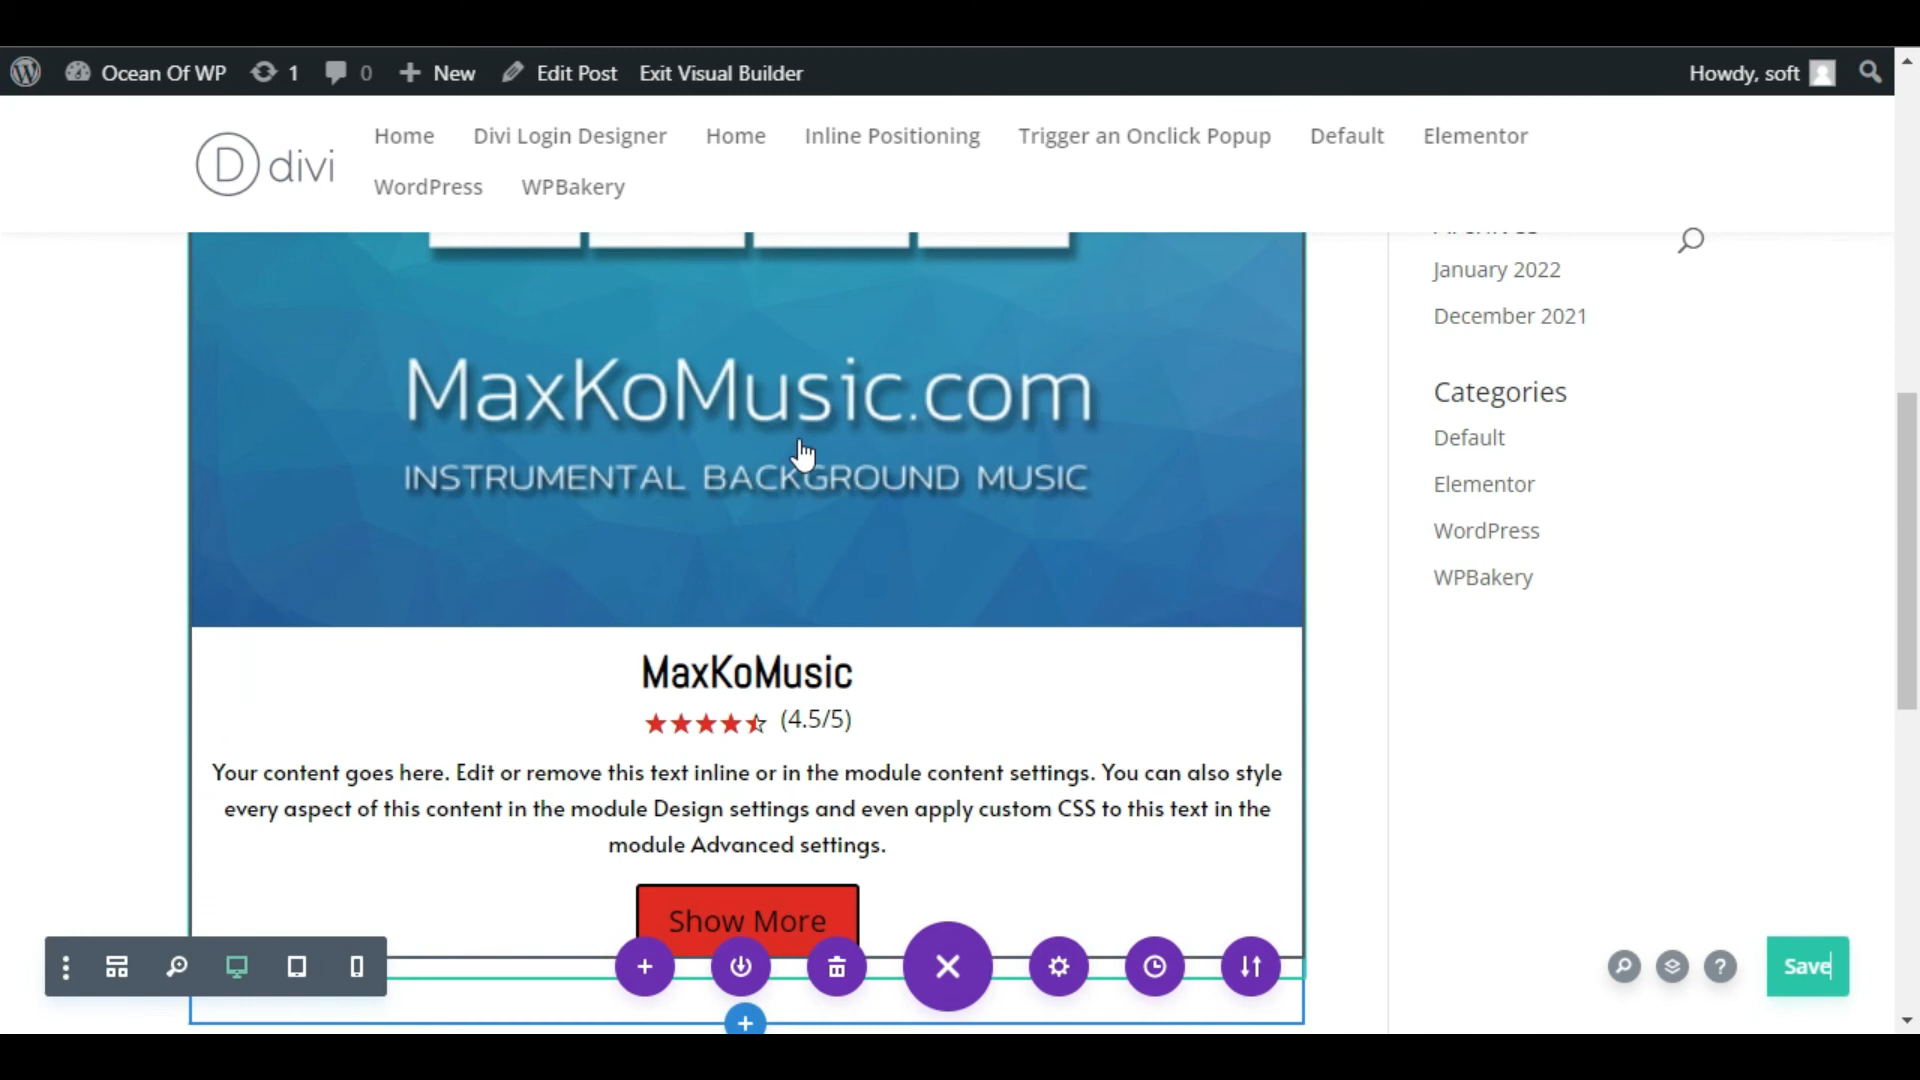 Ocean Of WP 1 0 New Edit Post Exit Visual Builder Howdy, soft
D divi
Home Divi Login Designer Home Inline Positioning Trigger an Onclick Popup Default Elementor
WordPress WPBakery
January 2022
December 2021
MaxKoMusic.com
INSTRUMENTAL BACKGROUND MUSIC
Categories
Default
Elementor
WordPress
WPBakery
MaxKoMusic
(4.5/5)
Your content goes here. Edit or remove this text inline or in the module content settings. You can also style
every aspect of this content in the module Design settings and even apply custom CSS to this text in the
module Advanced settings.
Show More
?
Save